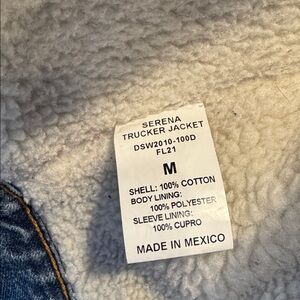 SERENA
TRUCKER JACKET
DSW2010-100D
FL21
M
SHELL: 100% COTTON
BODY LINING:
100% POLYESTER
SLEEVE LINING:
100% CUPRO
MADE IN MEXICO